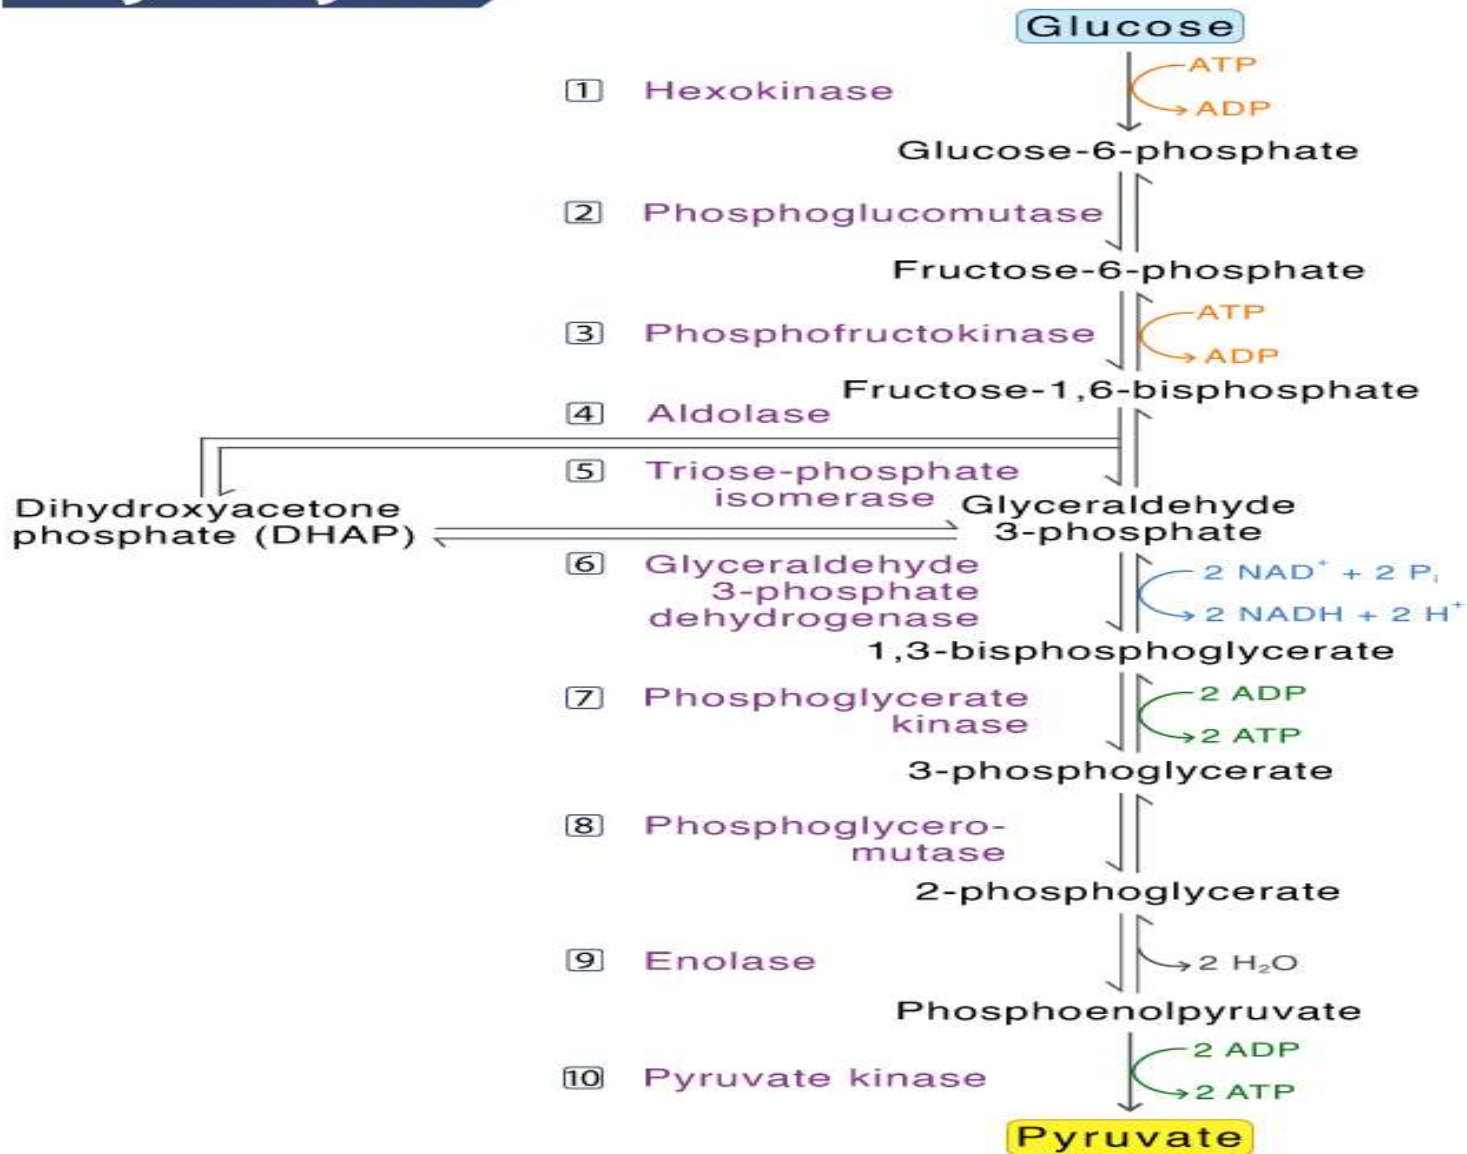 Glucose
ATP
1 Hexokinase
ADP
Glucose-6-phosphate
2 Phosphoglucomutase
Fructose-6-phosphate
ATP
3 Phosphofructokinase
ADP
Fructose-1,6-bisphosphate
4 Aldolase
5 Triose-phosphate
isomerase
Dihydroxyacetone
phosphate (DHAP)
Glyceraldehyde
3-phosphate
6 Glyceraldehyde
3-phosphate
dehydrogenase
2 NAD⁺ + 2 Pᵢ
2 NADH + 2 H⁺
1,3-bisphosphoglycerate
7 Phosphoglycerate
kinase
2 ADP
2 ATP
3-phosphoglycerate
8 Phosphoglycero-
mutase
2-phosphoglycerate
9 Enolase
2 H₂O
Phosphoenolpyruvate
2 ADP
10 Pyruvate kinase
2 ATP
Pyruvate